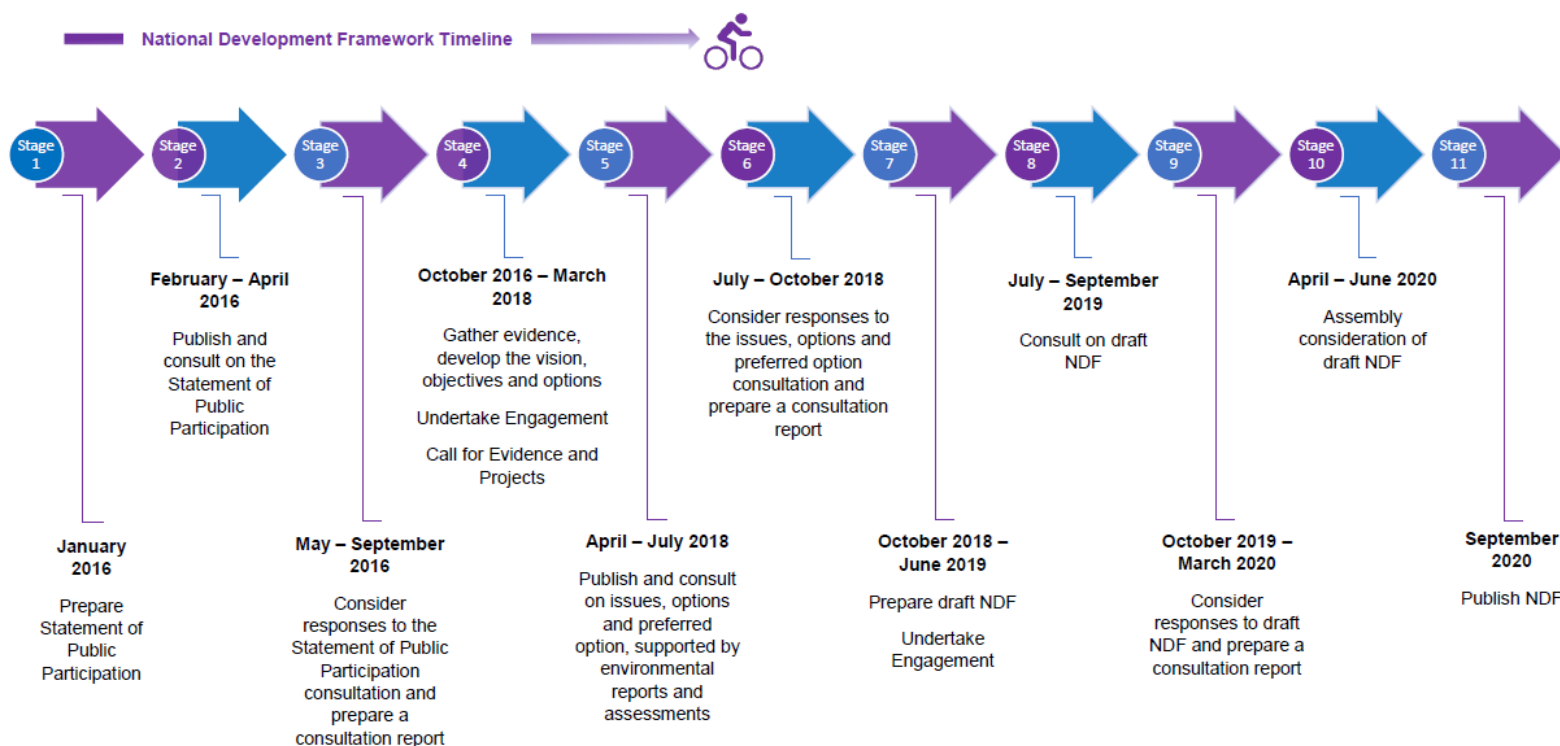 National Development Framework Timeline
Stage
1
Stage
2
Stage
3
Stage
4
Stage
5
Stage
6
Stage
7
Stage
8
Stage
9
Stage
10
Stage
11
January
2016
Prepare
Statement of
Public
Participation
February – April
2016
Publish and
consult on the
Statement of
Public
Participation
May – September
2016
Consider
responses to the
Statement of Public
Participation
consultation and
prepare a
consultation report
October 2016 – March
2018
Gather evidence,
develop the vision,
objectives and options
Undertake Engagement
Call for Evidence and
Projects
April – July 2018
Publish and consult
on issues, options
and preferred
option, supported by
environmental
reports and
assessments
July – October 2018
Consider responses to
the issues, options and
preferred option
consultation and
prepare a consultation
report
October 2018 –
June 2019
Prepare draft NDF
Undertake
Engagement
July – September
2019
Consult on draft
NDF
October 2019 –
March 2020
Consider
responses to draft
NDF and prepare a
consultation report
April – June 2020
Assembly
consideration of
draft NDF
September
2020
Publish NDF